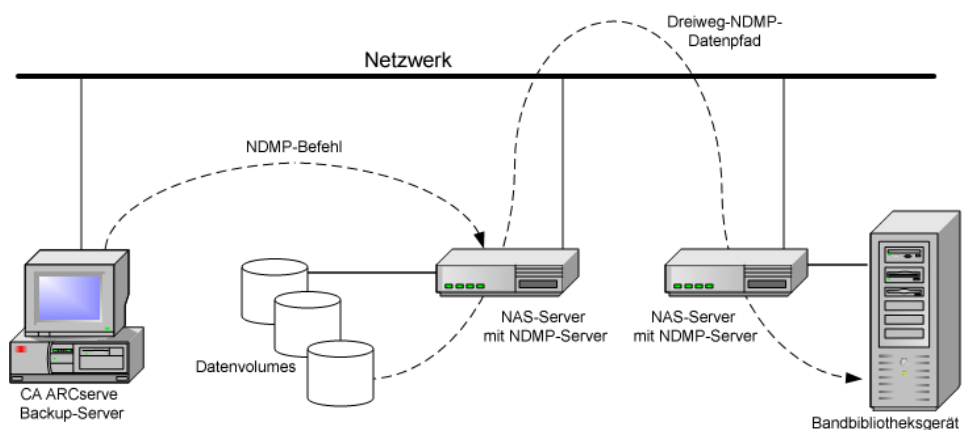 Dreiweg-NDMP-
Datenpfad
Netzwerk
NDMP-Befehl
NAS-Server
mit NDMP-Server
NAS-Server
mit NDMP-Server
Datenvolumes
CA ARCserve
Backup-Server
Bandbibliotheksgerät